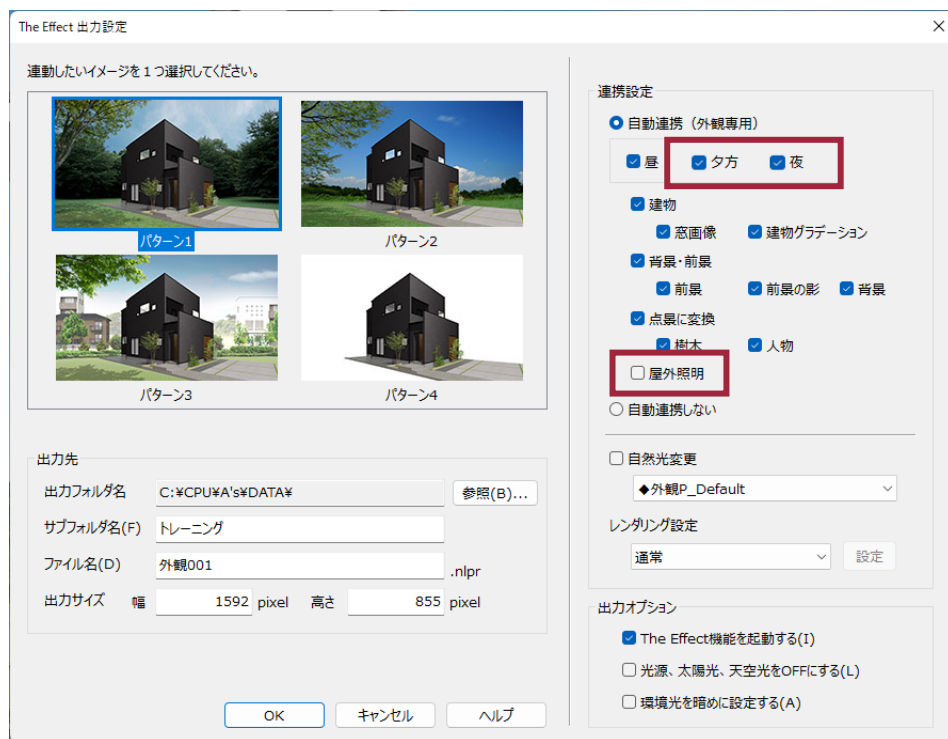 The Effect 出力設定
連動したいイメージを1つ選択してください。
パターン1
パターン2
パターン3
パターン4
出力先
出力フォルダ名 C:¥CPU¥A's¥DATA¥ 参照(B)...
サブフォルダ名(F) トレーニング
ファイル名(D) 外観001 .nlpr
出力サイズ 幅 1592 pixel 高さ 855 pixel
OK キャンセル ヘルプ
連携設定
自動連携（外観専用）
昼 夕方 夜
建物
窓画像 建物グラデーション
背景・前景
前景 前景の影 背景
点景に変換
樹木 人物
屋外照明
自動連携しない
自然光変更
◆外観P_Default
レンダリング設定
通常 設定
出力オプション
The Effect機能を起動する(I)
光源、太陽光、天空光をOFFにする(L)
環境光を暗めに設定する(A)